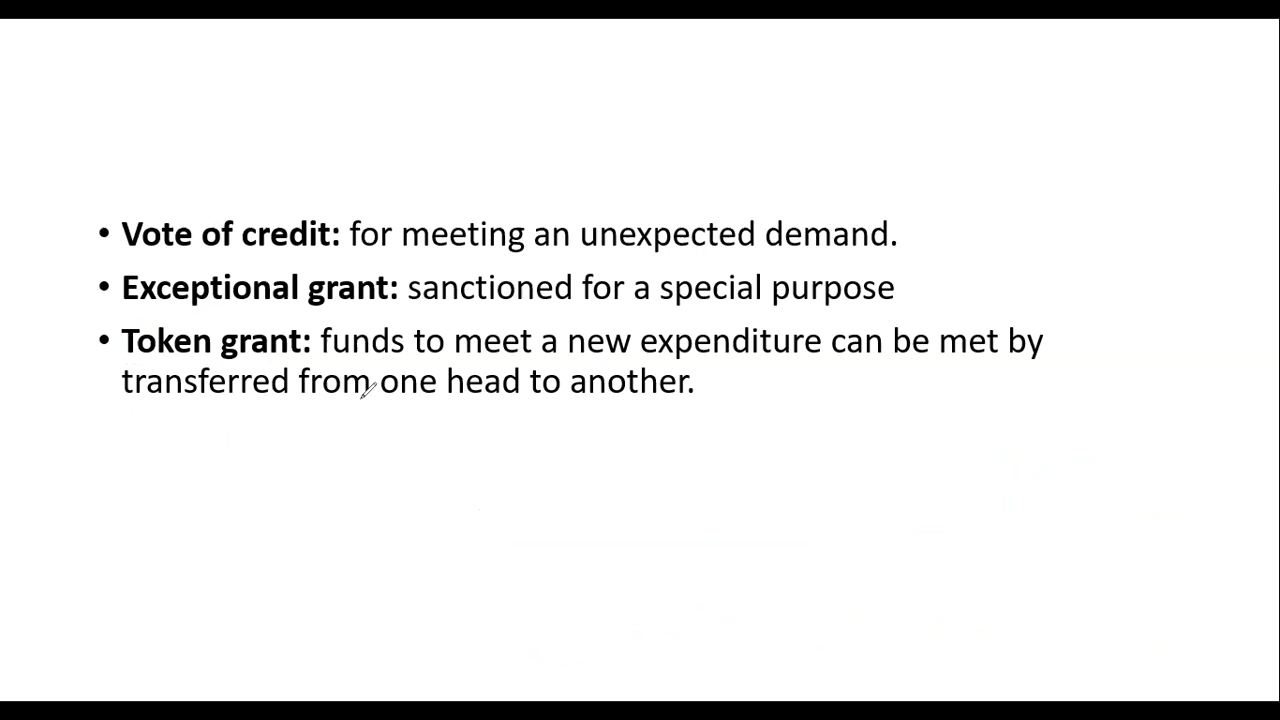 • Vote of credit: for meeting an unexpected demand.
• Exceptional grant: sanctioned for a special purpose
• Token grant: funds to meet a new expenditure can be met by
transferred from one head to another.